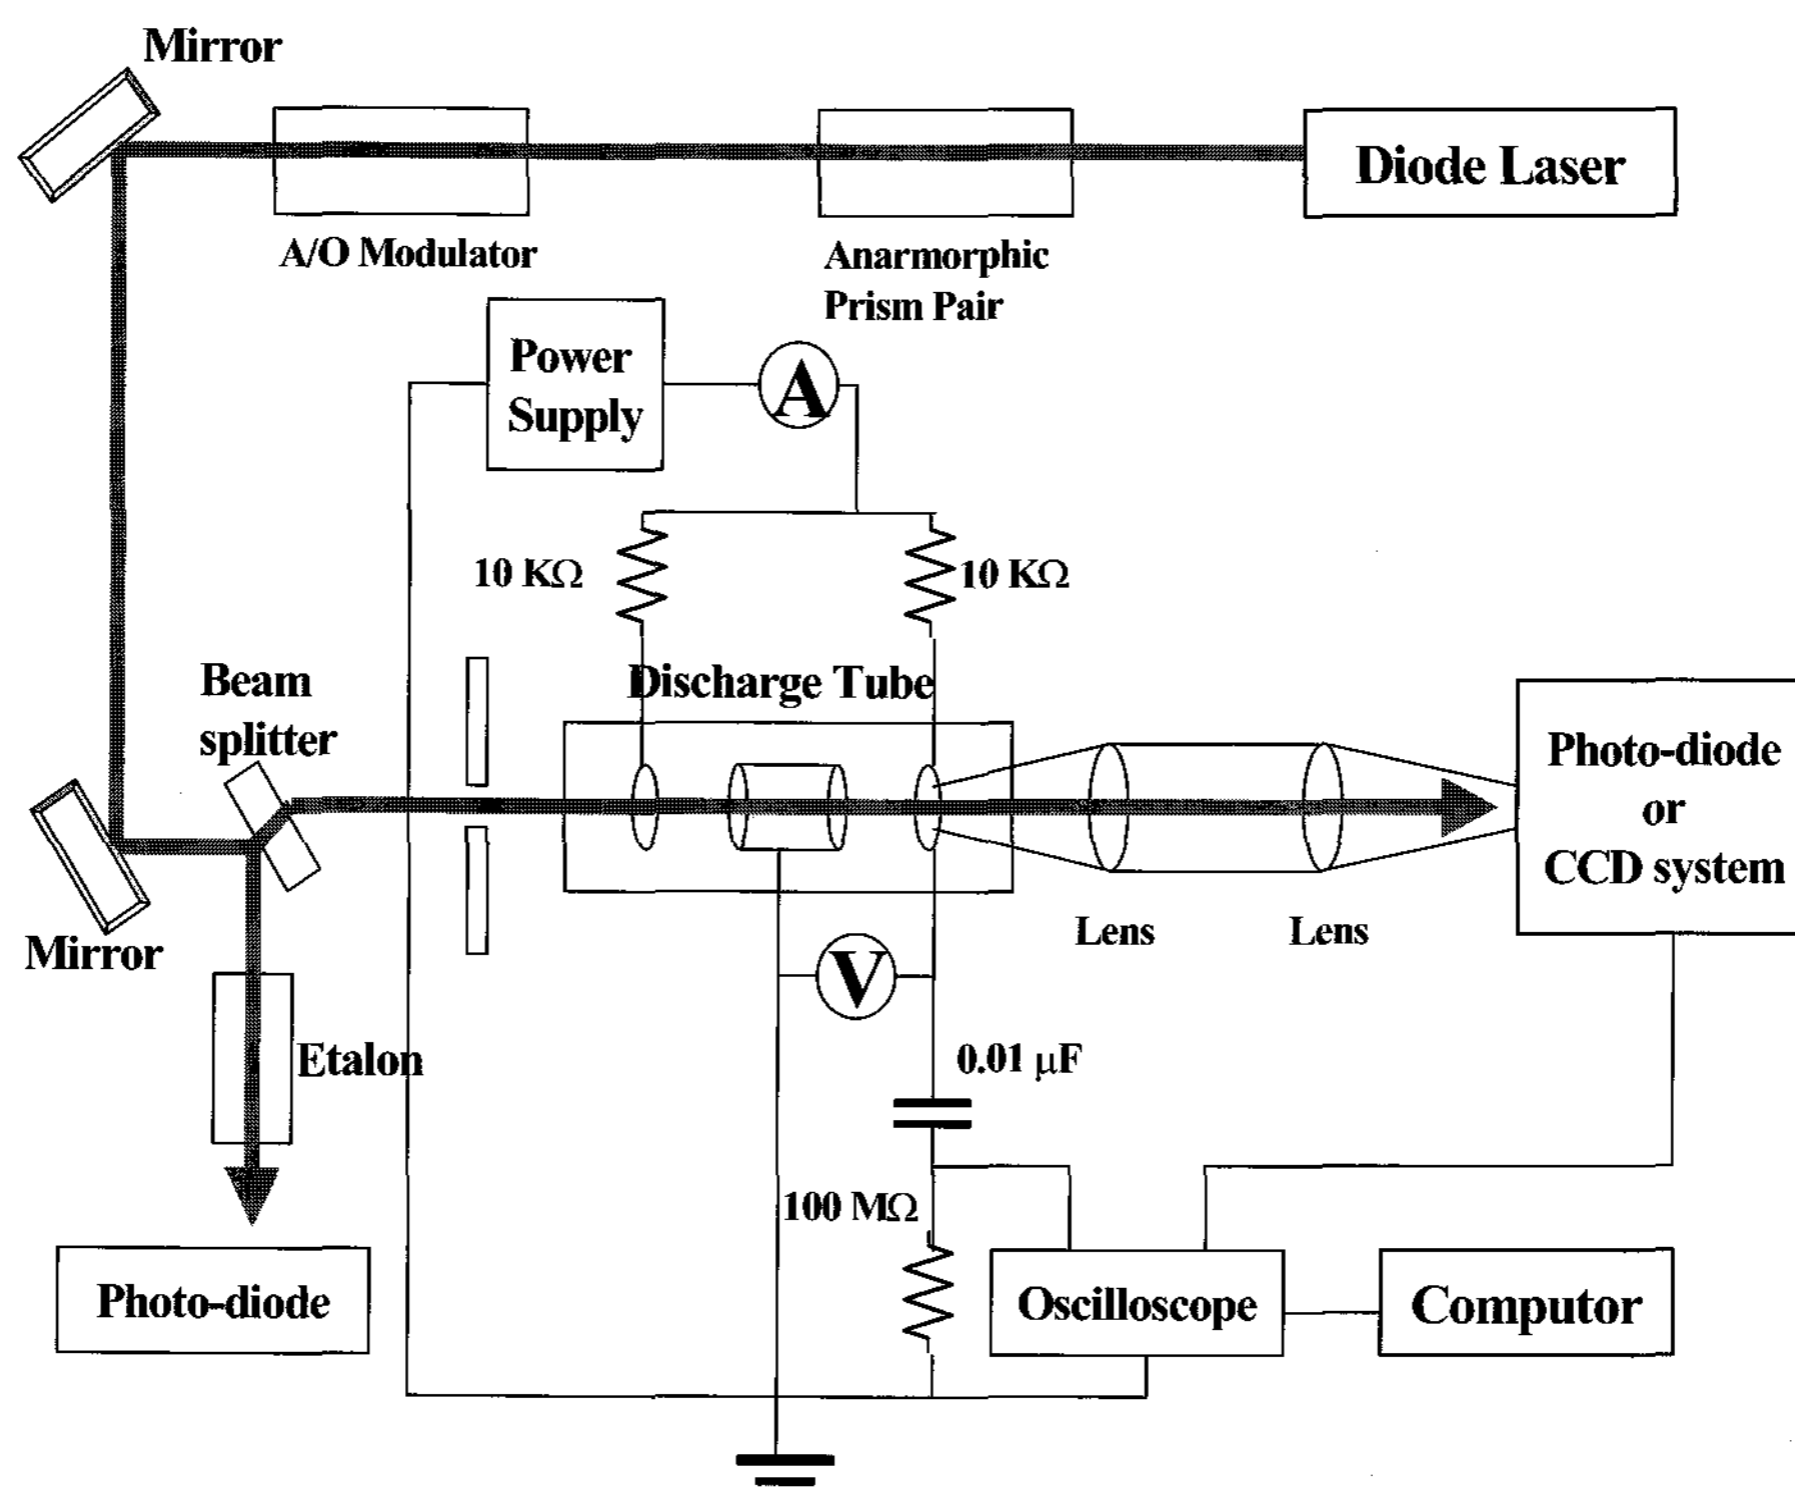 Mirror
Diode Laser
A/O Modulator
Anarmorphic
Prism Pair
Power
Supply
A
10 KΩ
10 KΩ
Beam
splitter
Discharge Tube
Photo-diode
or
CCD system
Mirror
Lens
Lens
V
Etalon
0.01 μF
100 MΩ
Photo-diode
Oscilloscope
Computor